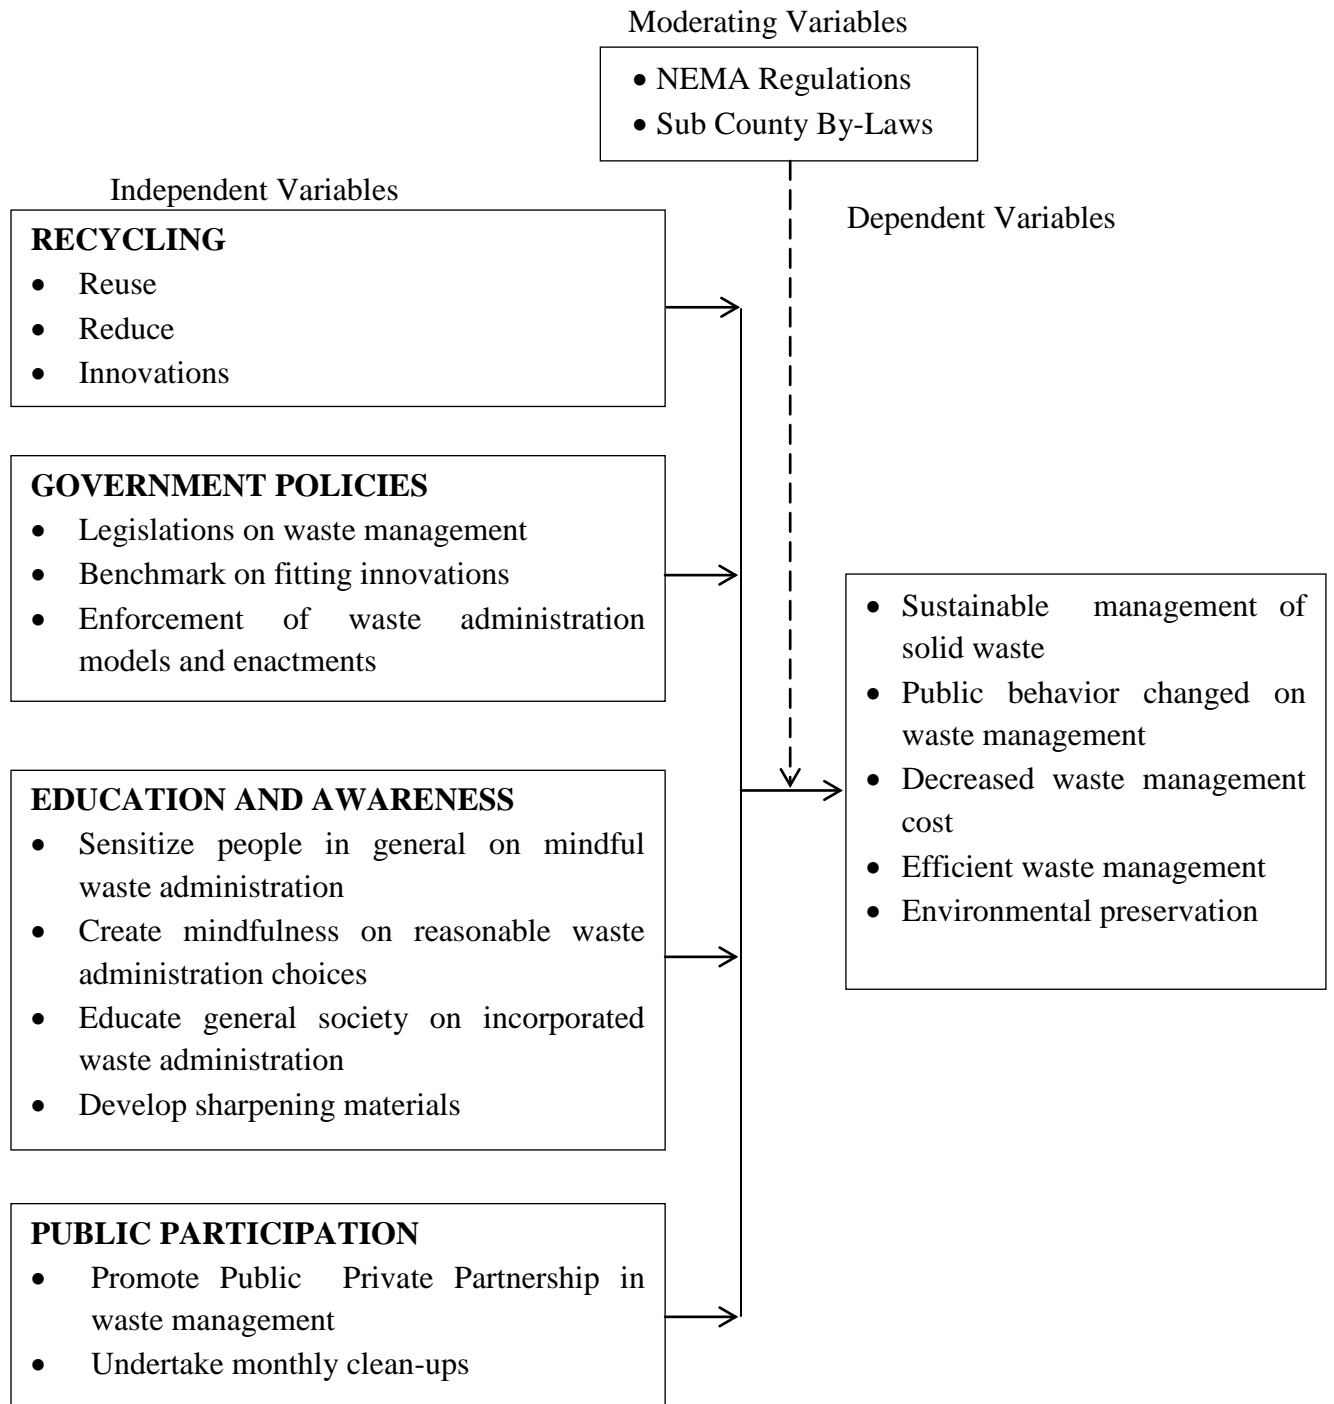 Moderating Variables
• NEMA Regulations
• Sub County By-Laws
Independent Variables
RECYCLING
• Reuse
• Reduce
• Innovations
GOVERNMENT POLICIES
• Legislations on waste management
• Benchmark on fitting innovations
• Enforcement of waste administration
models and enactments
EDUCATION AND AWARENESS
• Sensitize people in general on mindful
waste administration
• Create mindfulness on reasonable waste
administration choices
• Educate general society on incorporated
waste administration
• Develop sharpening materials
PUBLIC PARTICIPATION
• Promote Public Private Partnership in
waste management
• Undertake monthly clean-ups
Dependent Variables
• Sustainable management of
solid waste
• Public behavior changed on
waste management
• Decreased waste management
cost
• Efficient waste management
• Environmental preservation